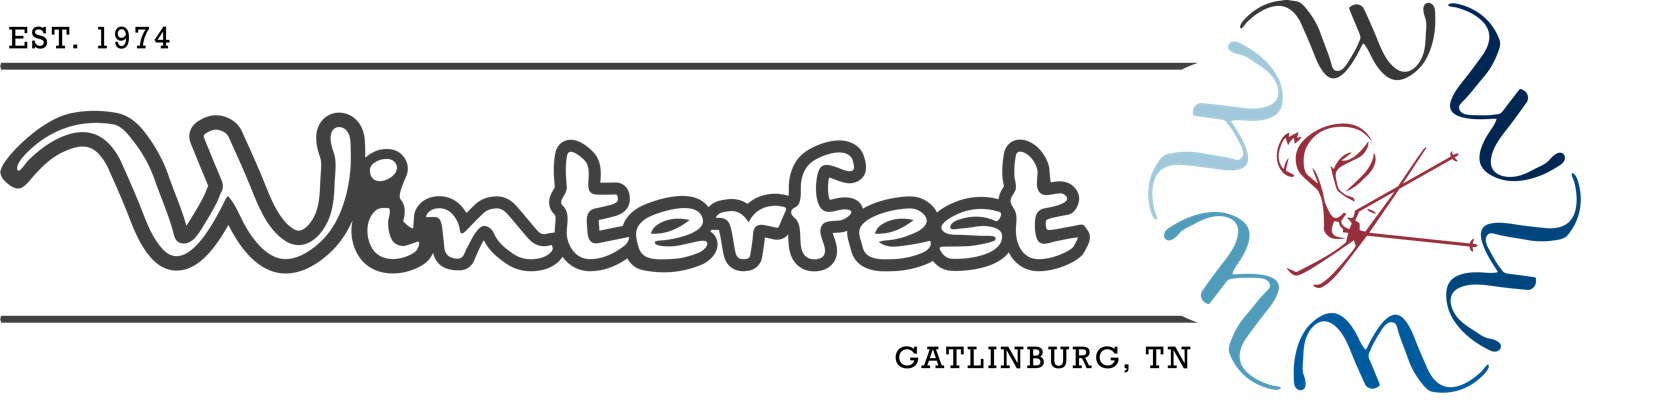 EST. 1974
Winterfest
GATLINBURG, TN